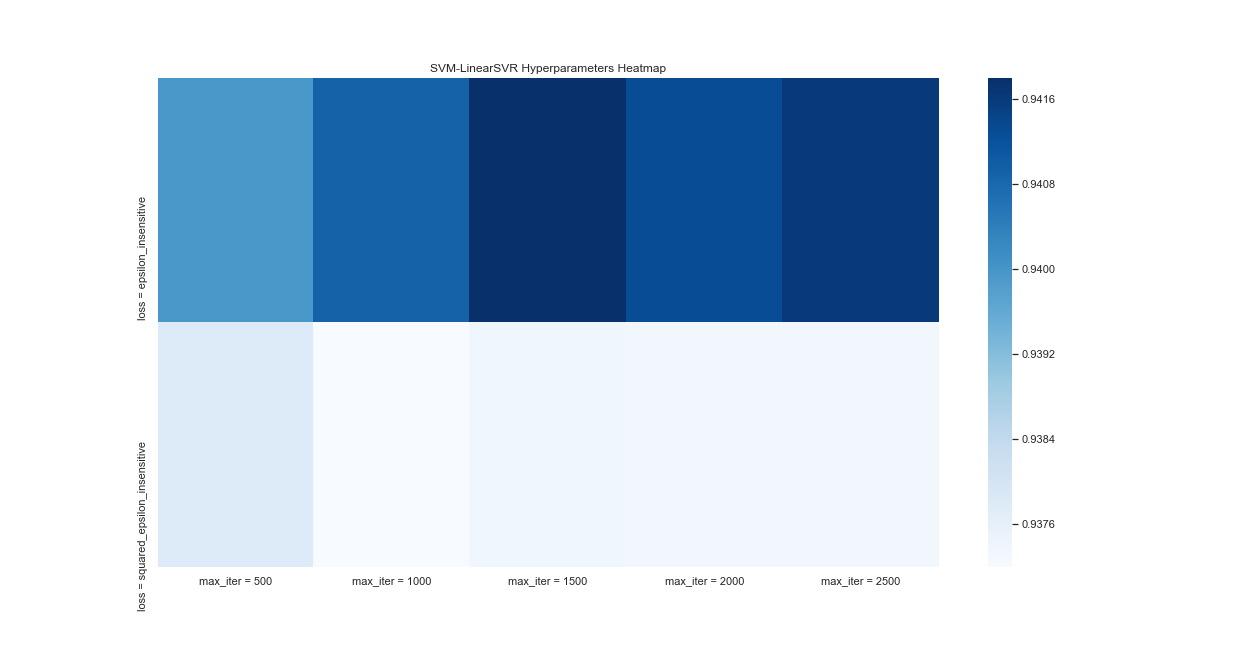 SVM-LinearSVR Hyperparameters Heatmap
loss = epsilon_insensitive
loss = squared_epsilon_insensitive
max_iter = 500
max_iter = 1000
max_iter = 1500
max_iter = 2000
max_iter = 2500
0.9416
0.9408
0.9400
0.9392
0.9384
0.9376